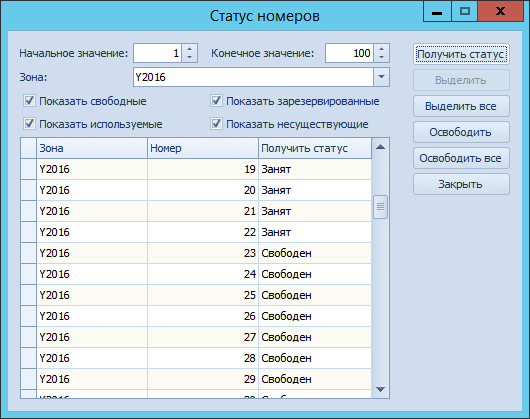 Статус номеров
Начальное значение: 1 Конечное значение: 100 Получить статус
Зона: Y2016 Выделить
Показать свободные Показать зарезервированные Выделить все
Показать используемые Показать несуществующие Освободить
Зона Номер Получить статус Освободить все
Y2016 19 Занят Закрыть
Y2016 20 Занят
Y2016 21 Занят
Y2016 22 Занят
Y2016 23 Свободен
Y2016 24 Свободен
Y2016 25 Свободен
Y2016 26 Свободен
Y2016 27 Свободен
Y2016 28 Свободен
Y2016 29 Свободен